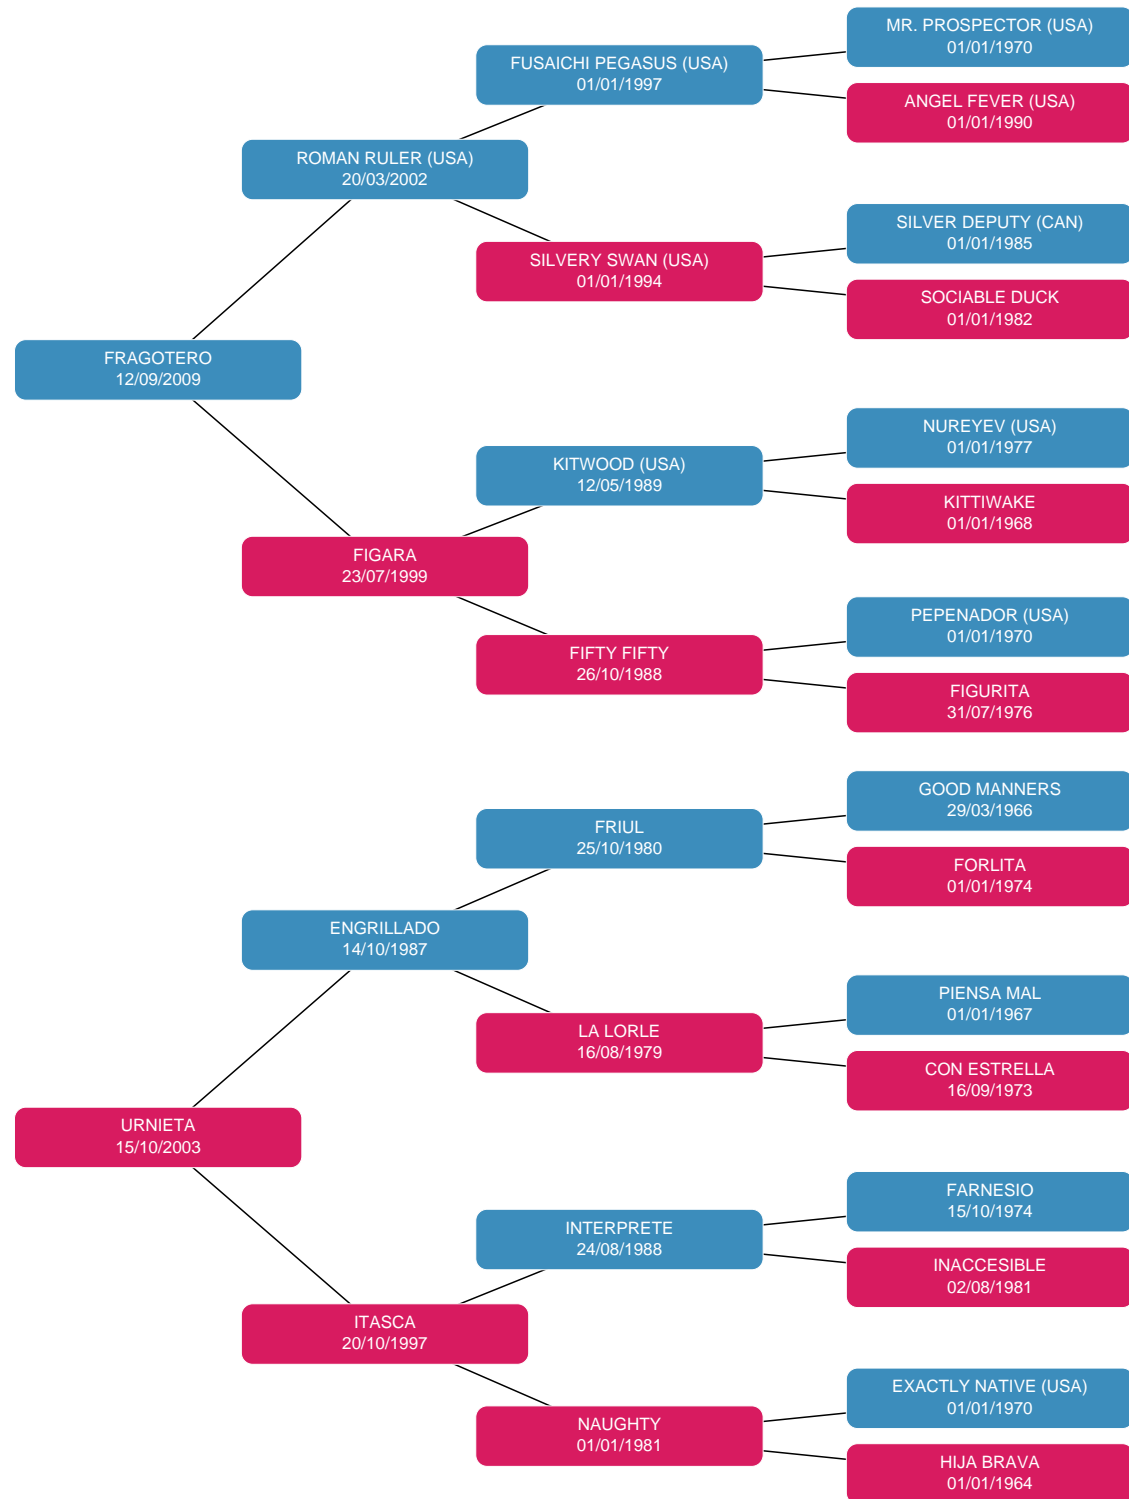 MR. PROSPECTOR (USA)
01/01/1970
FUSAICHI PEGASUS (USA)
01/01/1997
ANGEL FEVER (USA)
01/01/1990
ROMAN RULER (USA)
20/03/2002
SILVER DEPUTY (CAN)
01/01/1985
SILVERY SWAN (USA)
01/01/1994
SOCIABLE DUCK
01/01/1982
FRAGOTERO
12/09/2009
NUREYEV (USA)
01/01/1977
KITWOOD (USA)
12/05/1989
KITTIWAKE
01/01/1968
FIGARA
23/07/1999
PEPENADOR (USA)
01/01/1970
FIFTY FIFTY
26/10/1988
FIGURITA
31/07/1976
GOOD MANNERS
29/03/1966
FRIUL
25/10/1980
FORLITA
01/01/1974
ENGRILLADO
14/10/1987
PIENSA MAL
01/01/1967
LA LORLE
16/08/1979
CON ESTRELLA
16/09/1973
URNIETA
15/10/2003
FARNESIO
15/10/1974
INTERPRETE
24/08/1988
INACCESIBLE
02/08/1981
ITASCA
20/10/1997
EXACTLY NATIVE (USA)
01/01/1970
NAUGHTY
01/01/1981
HIJA BRAVA
01/01/1964